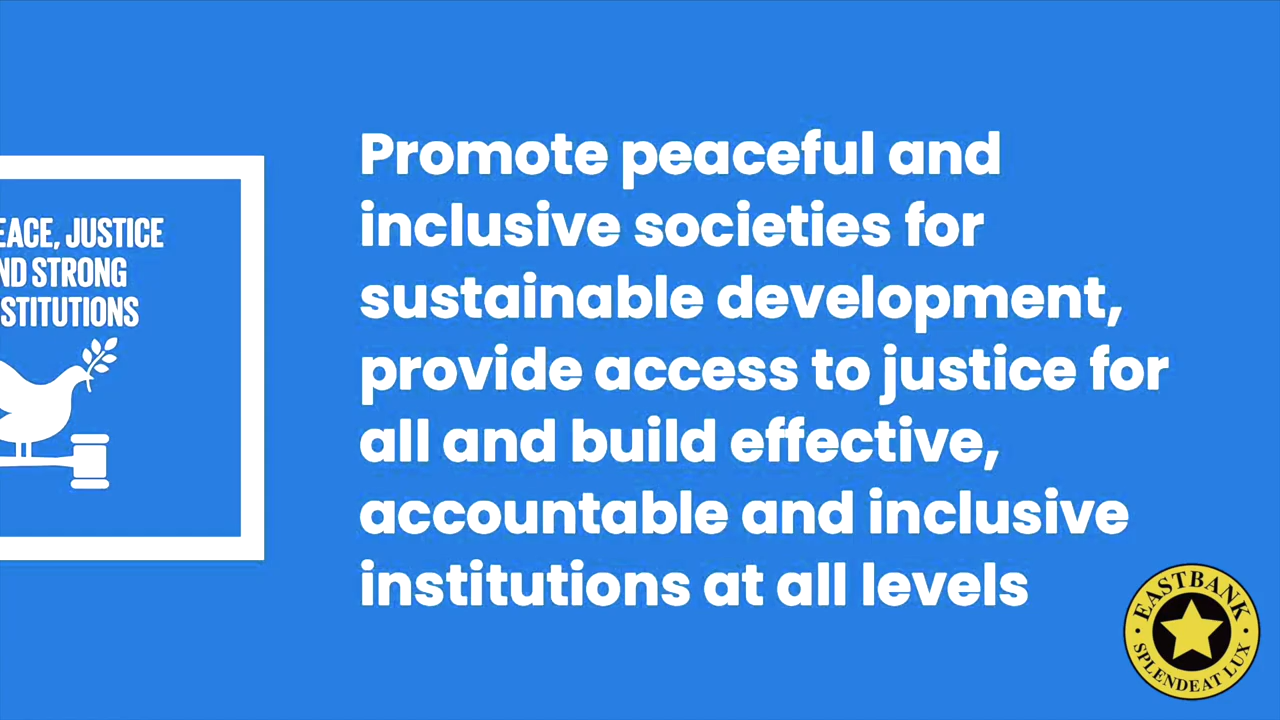 EACE, JUSTICE
ND STRONG
STITUTIONS
Promote peaceful and
inclusive societies for
sustainable development,
provide access to justice for
all and build effective,
accountable and inclusive
institutions at all levels
EASTBANK
SPLENDEAT LUX